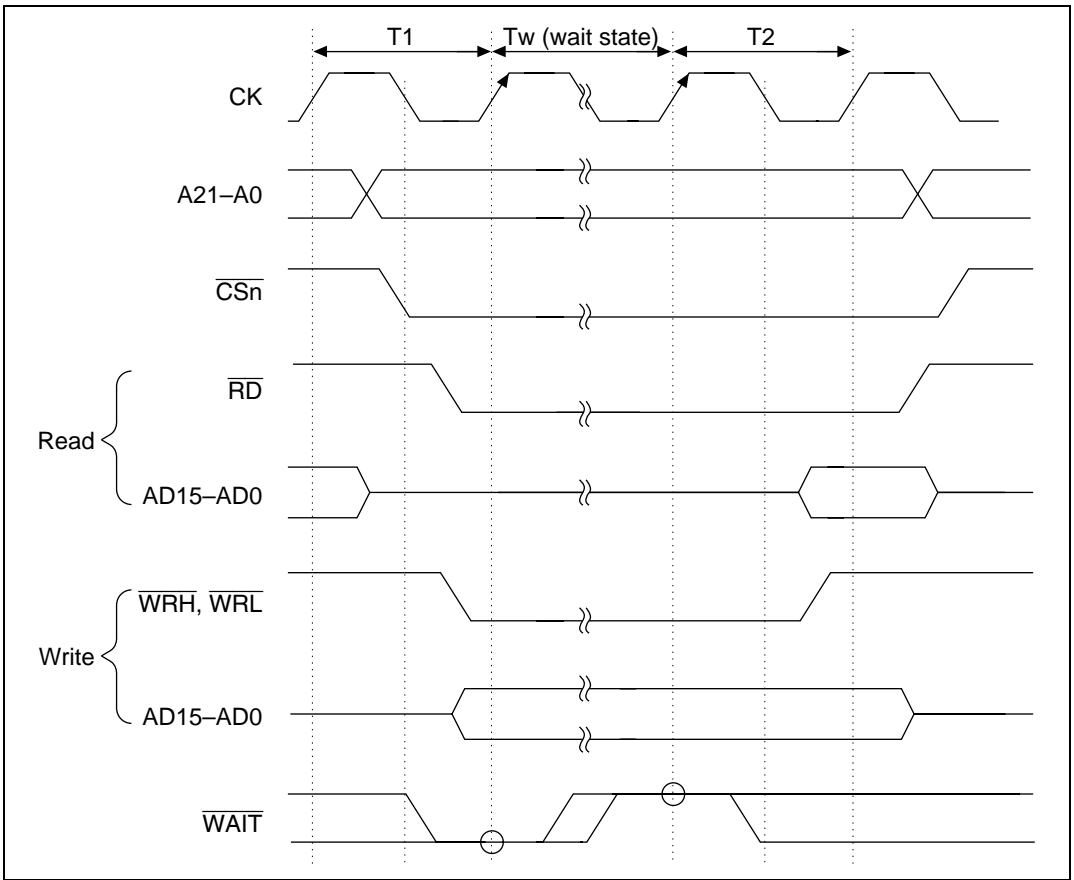 T1 Tw (wait state) T2
CK
A21–A0
CSn
RD
Read
AD15–AD0
WRH, WRL
Write
AD15–AD0
WAIT